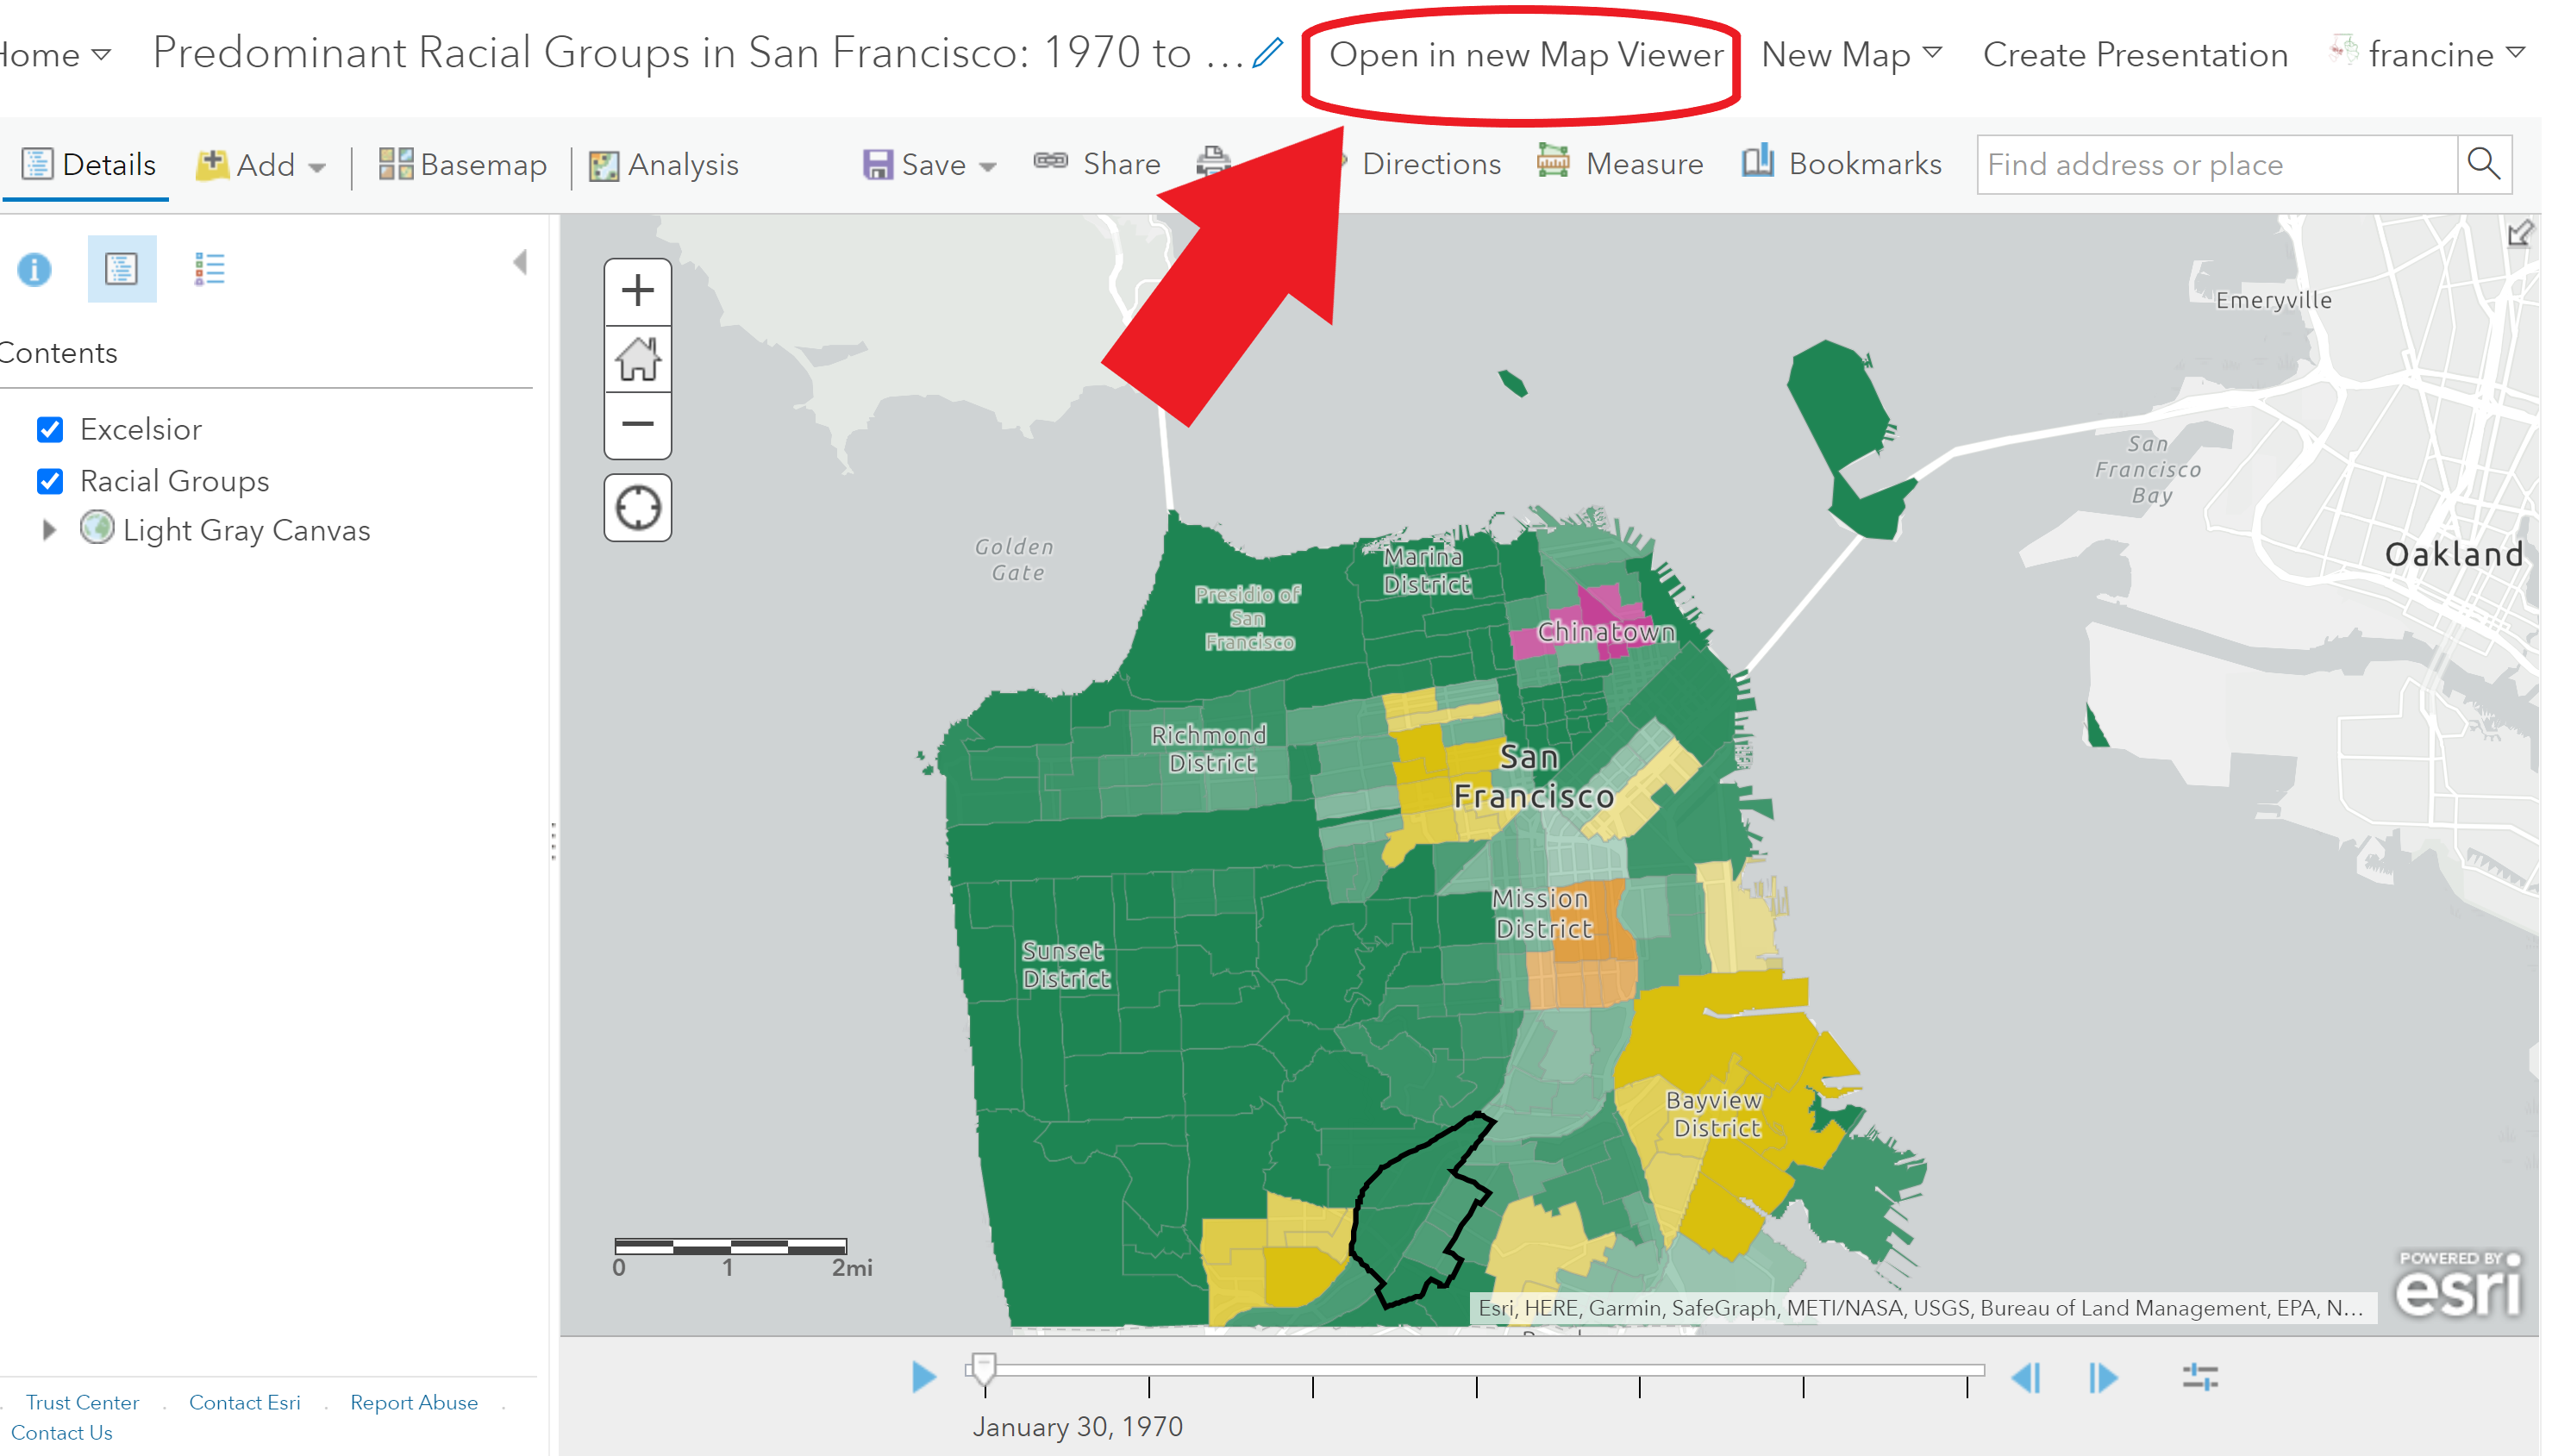 Home
Predominant Racial Groups in San Francisco: 1970 to ...
Open in new Map Viewer
New Map
Create Presentation
francine
Details
Add
Basemap
Analysis
Save
Share
Directions
Measure
Bookmarks
Find address or place
Contents
Excelsior
Racial Groups
Light Gray Canvas
Trust Center . Contact Esri . Report Abuse .
Contact Us
+
−
Emeryville
San
Francisco
Bay
Oakland
Golden
Gate
Marina
District
Presidio of
San
Francisco
Chinatown
Richmond
District
San
Francisco
Mission
District
Sunset
District
Bayview
District
0 1 2mi
POWERED BY
esri
Esri, HERE, Garmin, SafeGraph, METI/NASA, USGS, Bureau of Land Management, EPA, N...
January 30, 1970